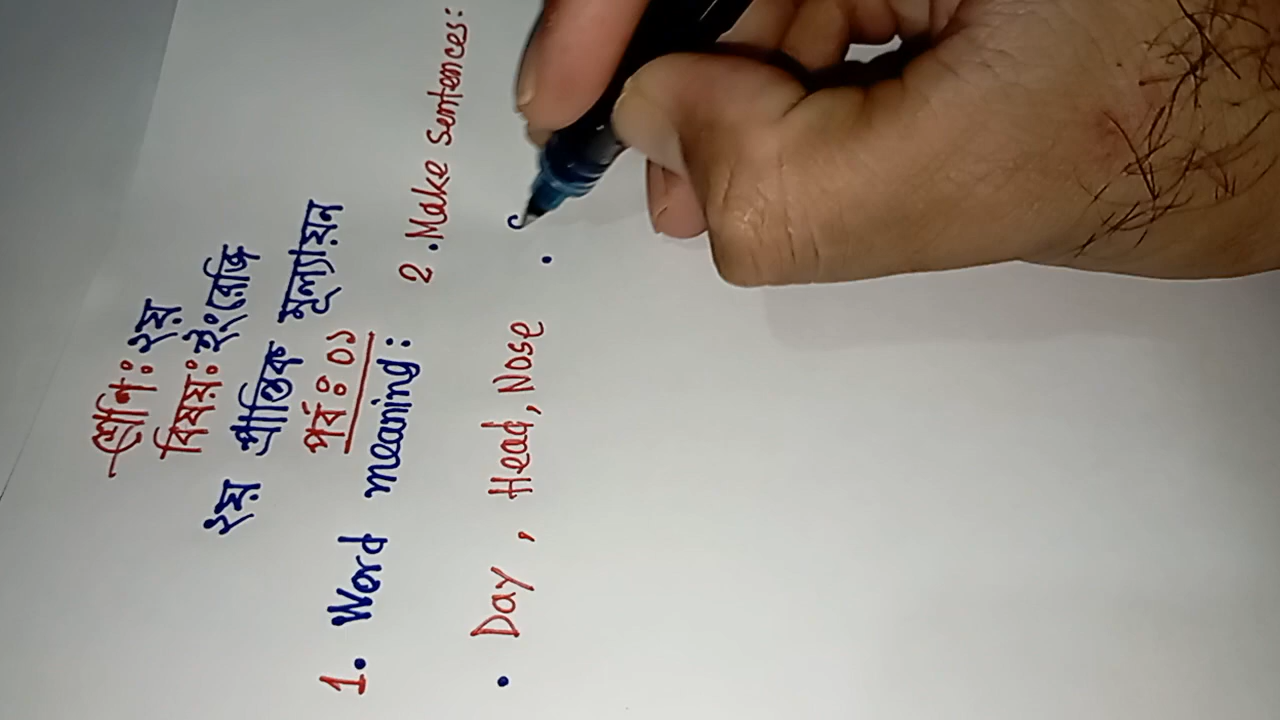 শ্রেণি: ২য়
বিষয়: ইংরেজি
২য় প্রান্তিক মূল্যায়ন
পর্ব: ০১
1. Word meaning:
2. Make sentences:
• Day, Head, Nose